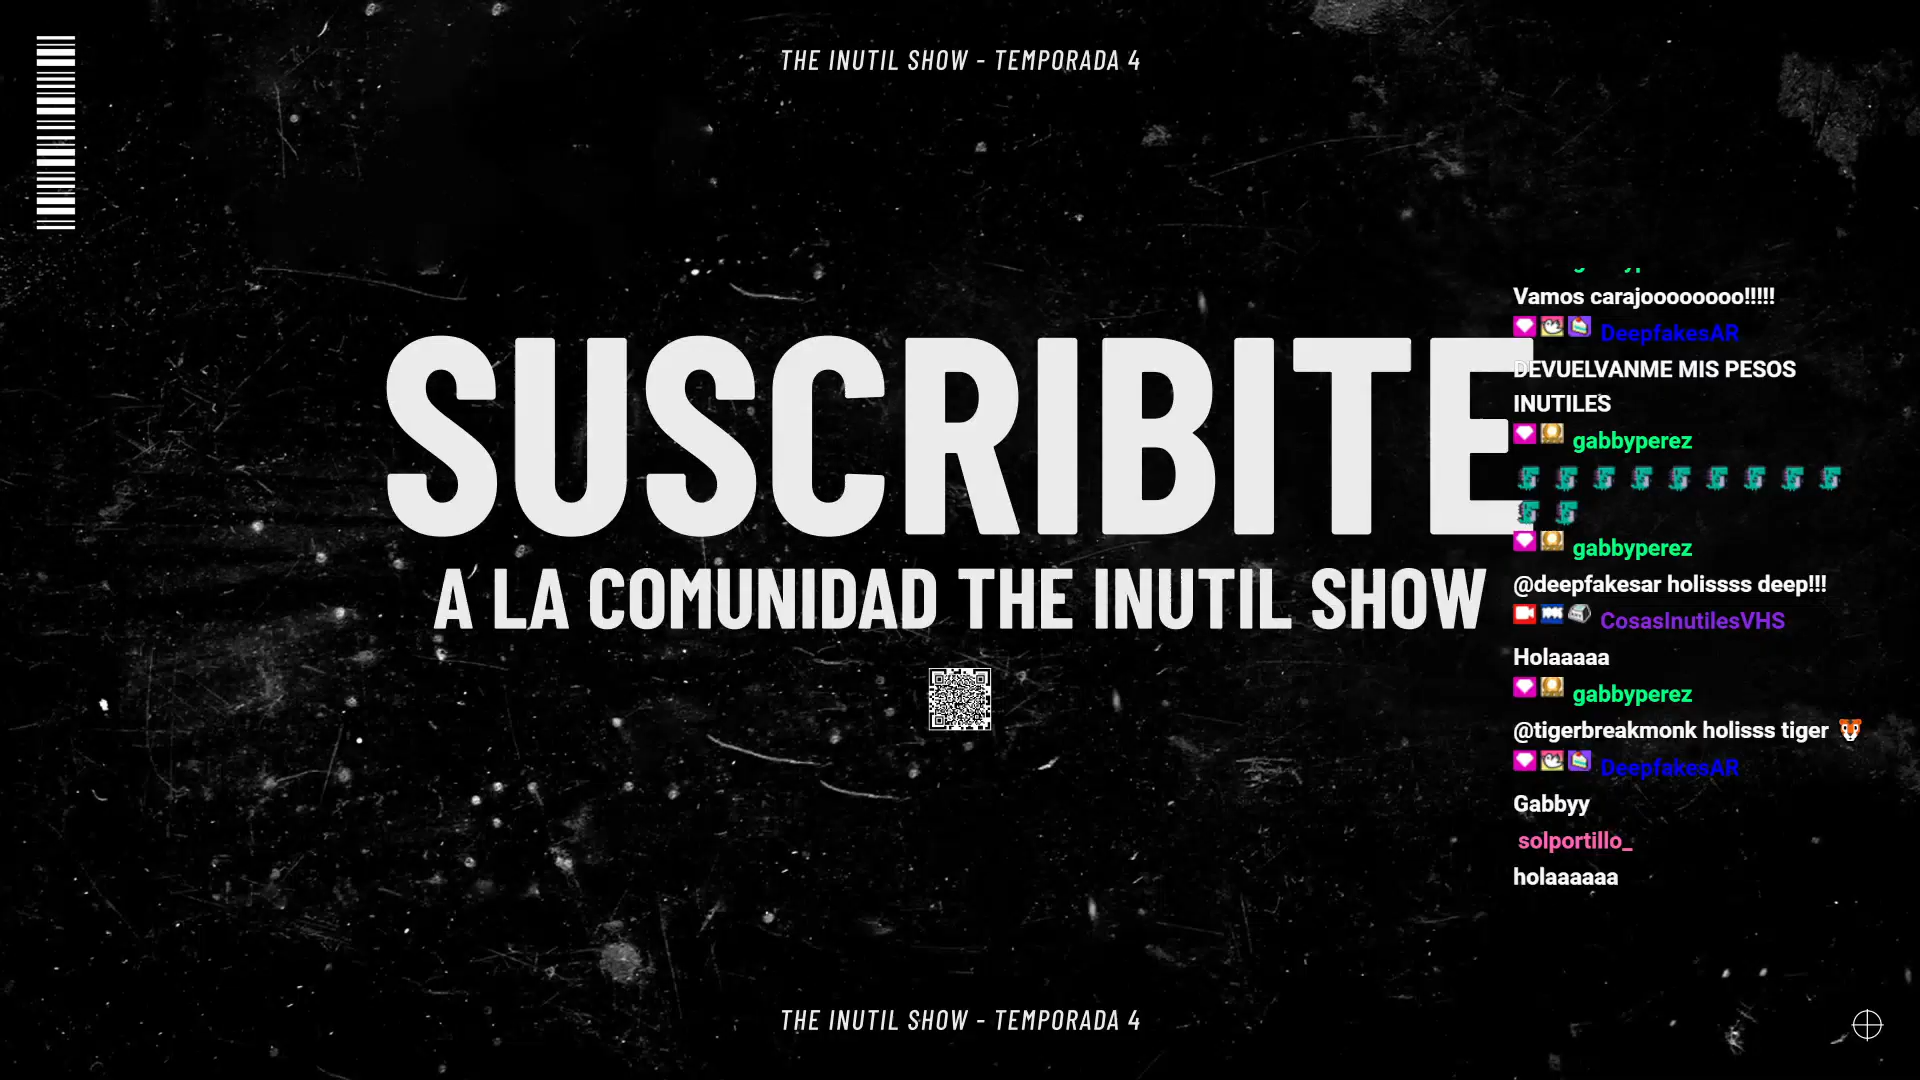 THE INUTIL SHOW - TEMPORADA 4
SUSCRIBITE
A LA COMUNIDAD THE INUTIL SHOW
Vamos carajoooooooo!!!!!
DeepfakesAR
DEVUELVANME MIS PESOS
INUTILES
gabbyperez
gabbyperez
@deepfakesar holissss deep!!!
CosasInutilesVHS
Holaaaaa
gabbyperez
@tigerbreakmonk holisss tiger 🐯
DeepfakesAR
Gabbyy
solportillo_
holaaaaaa
THE INUTIL SHOW - TEMPORADA 4